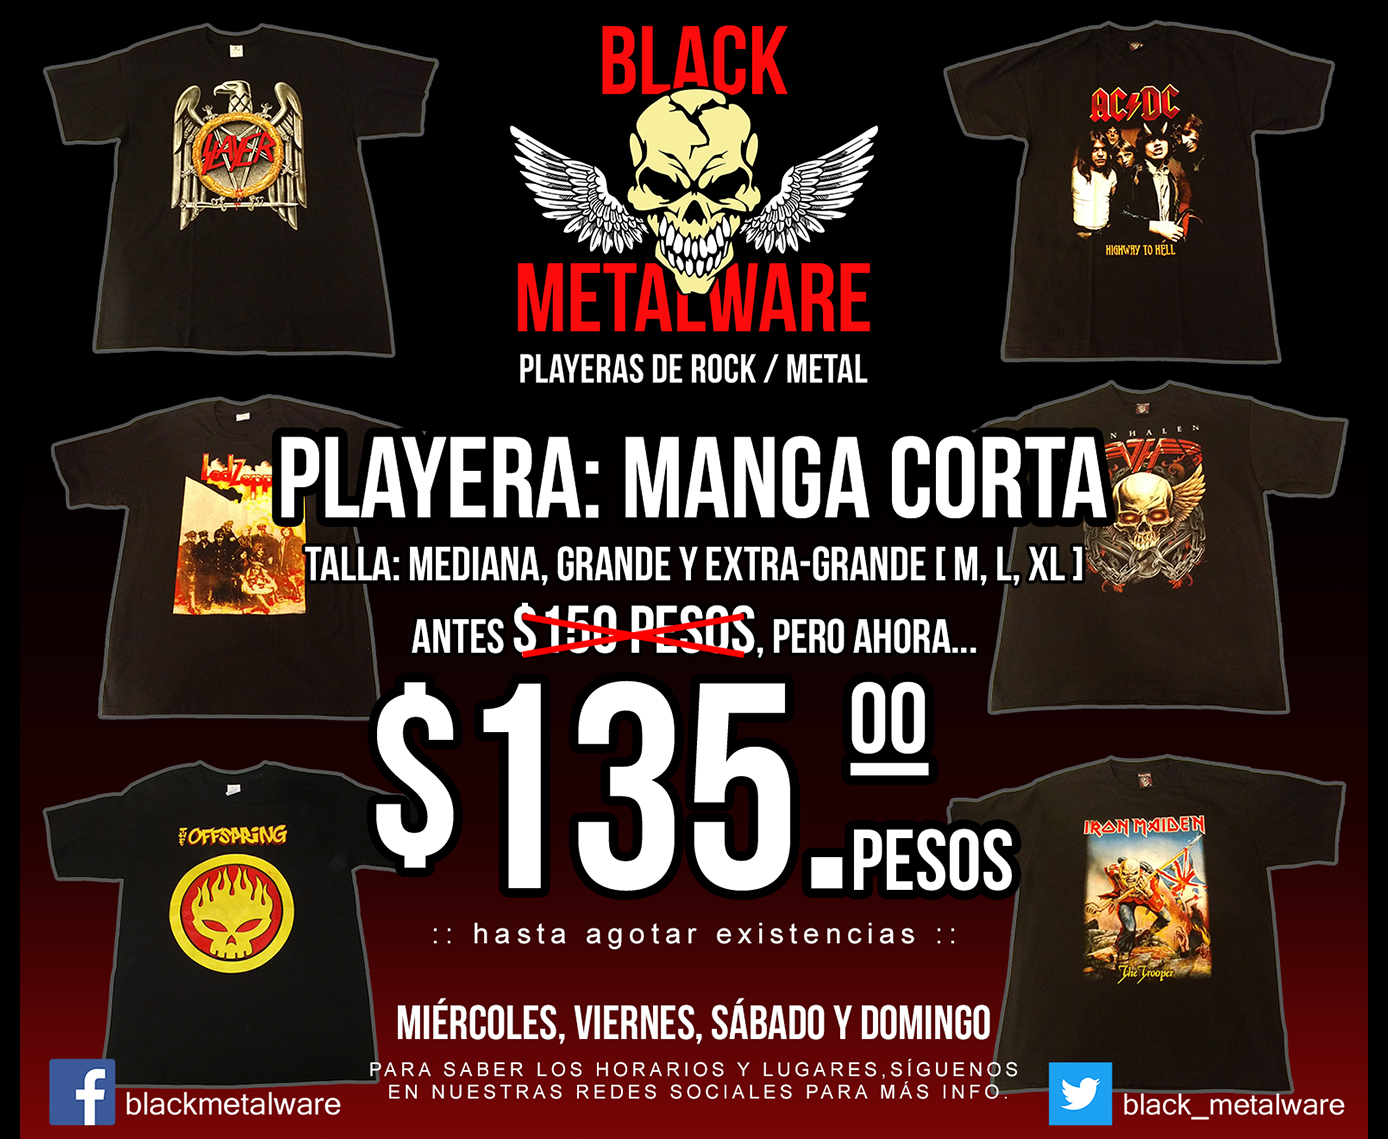 BLACK
METALWARE
PLAYERAS DE ROCK / METAL
SLAYER
AC/DC
HIGHWAY TO HELL
PLAYERA: MANGA CORTA
TALLA: MEDIANA, GRANDE Y EXTRA-GRANDE [ M, L, XL ]
ANTES $150 PESOS, PERO AHORA...
$135.00 PESOS
:: hasta agotar existencias ::
THE OFFSPRING
IRON MAIDEN
The Trooper
MIÉRCOLES, VIERNES, SÁBADO Y DOMINGO
PARA SABER LOS HORARIOS Y LUGARES,SÍGUENOS
EN NUESTRAS REDES SOCIALES PARA MÁS INFO.
blackmetalware
black_metalware